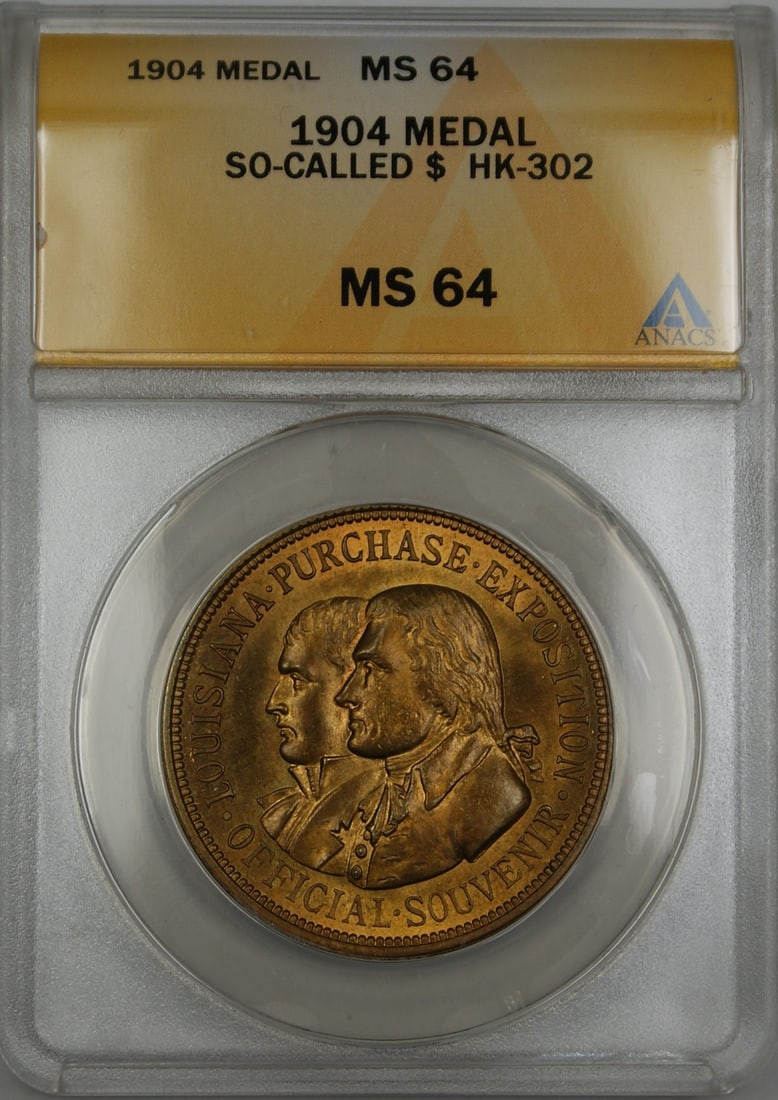 1904 MEDAL MS 64
1904 MEDAL
SO-CALLED $ HK-302
MS 64
ANACS
LOUISIANA · PURCHASE · EXPOSITION ·
OFFICIAL · SOUVENIR ·